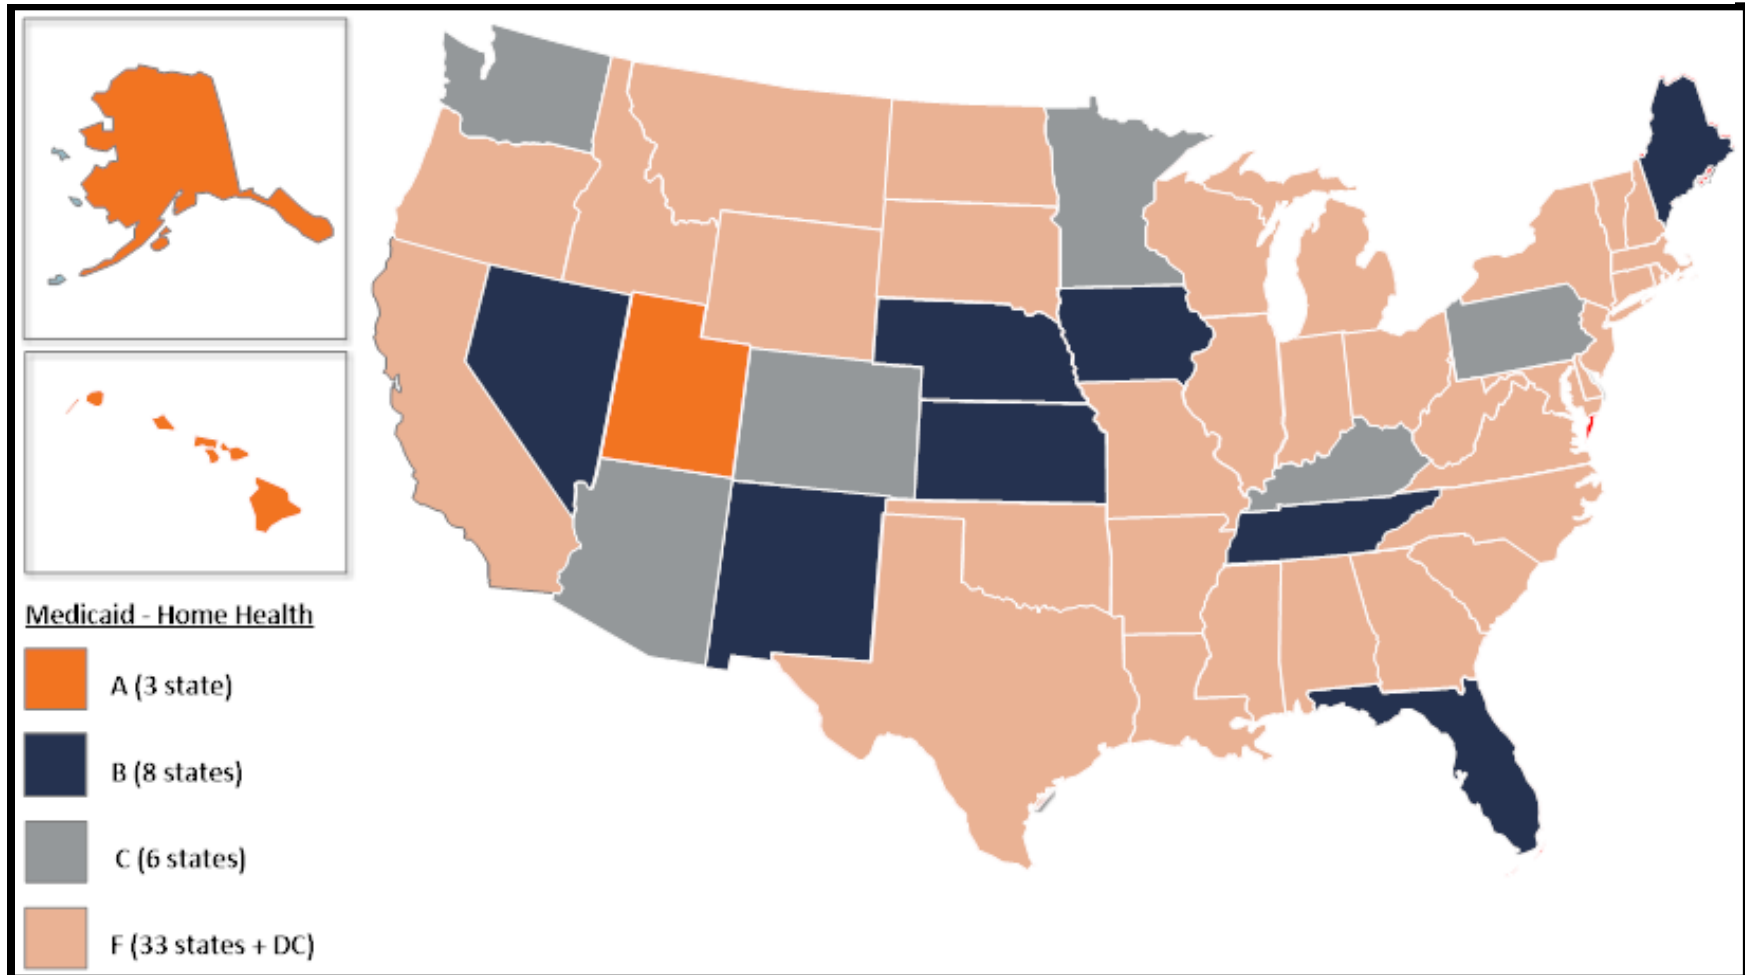 Medicaid - Home Health
A (3 state)
B (8 states)
C (6 states)
F (33 states + DC)